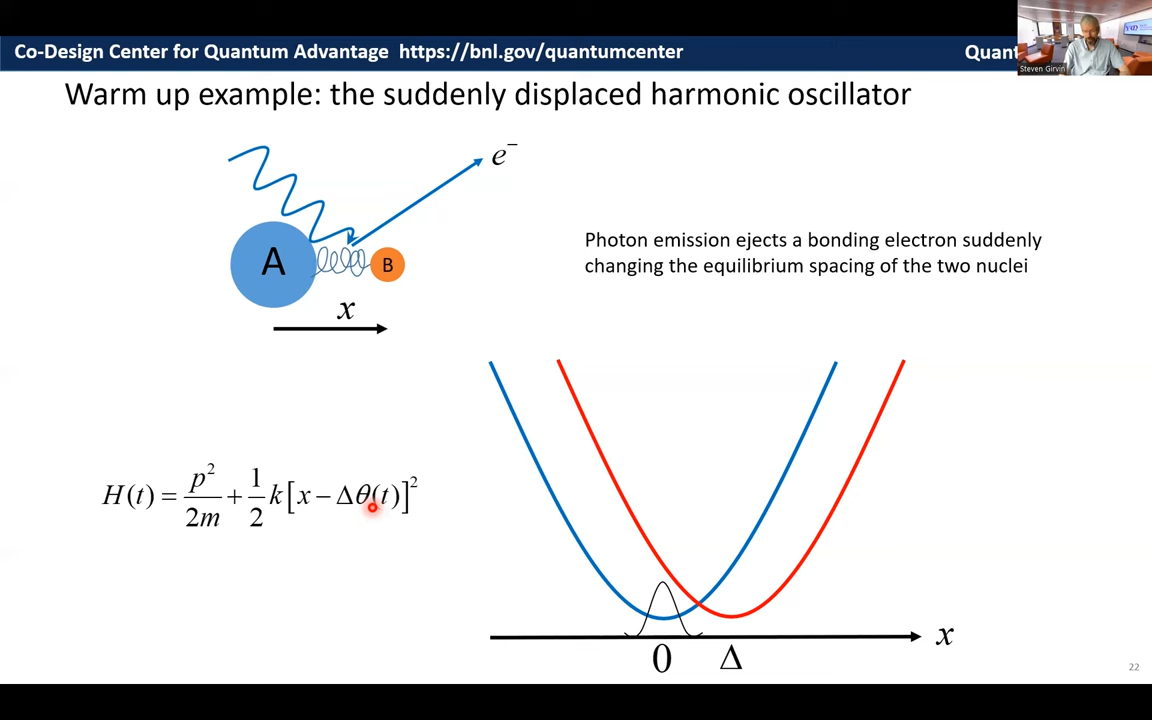 Co-Design Center for Quantum Advantage https://bnl.gov/quantumcenter
Steven Girvin
Warm up example: the suddenly displaced harmonic oscillator
e⁻
A
B
x
Photon emission ejects a bonding electron suddenly
changing the equilibrium spacing of the two nuclei
H(t) = p²/2m + 1/2 k[x − Δθ(t)]²
x
0 Δ
22